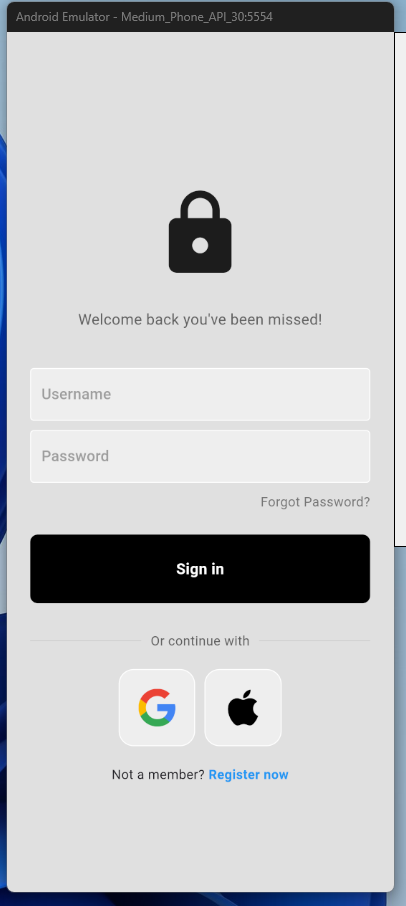 Android Emulator - Medium_Phone_API_30:5554
Welcome back you've been missed!
Username
Password
Forgot Password?
Sign in
Or continue with
Not a member? Register now